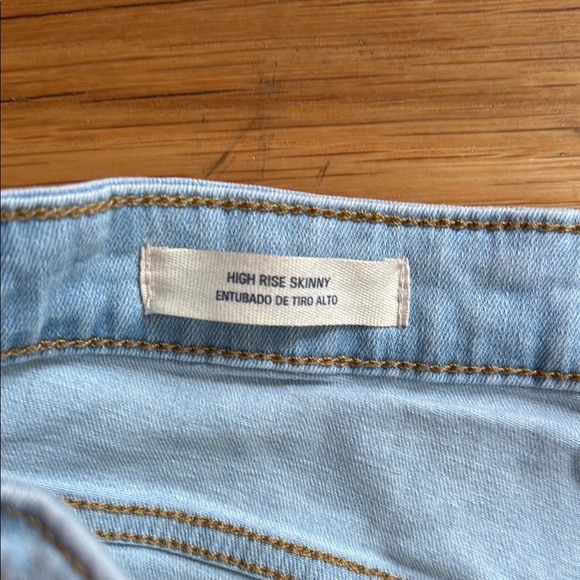 HIGH RISE SKINNY
ENTUBADO DE TIRO ALTO